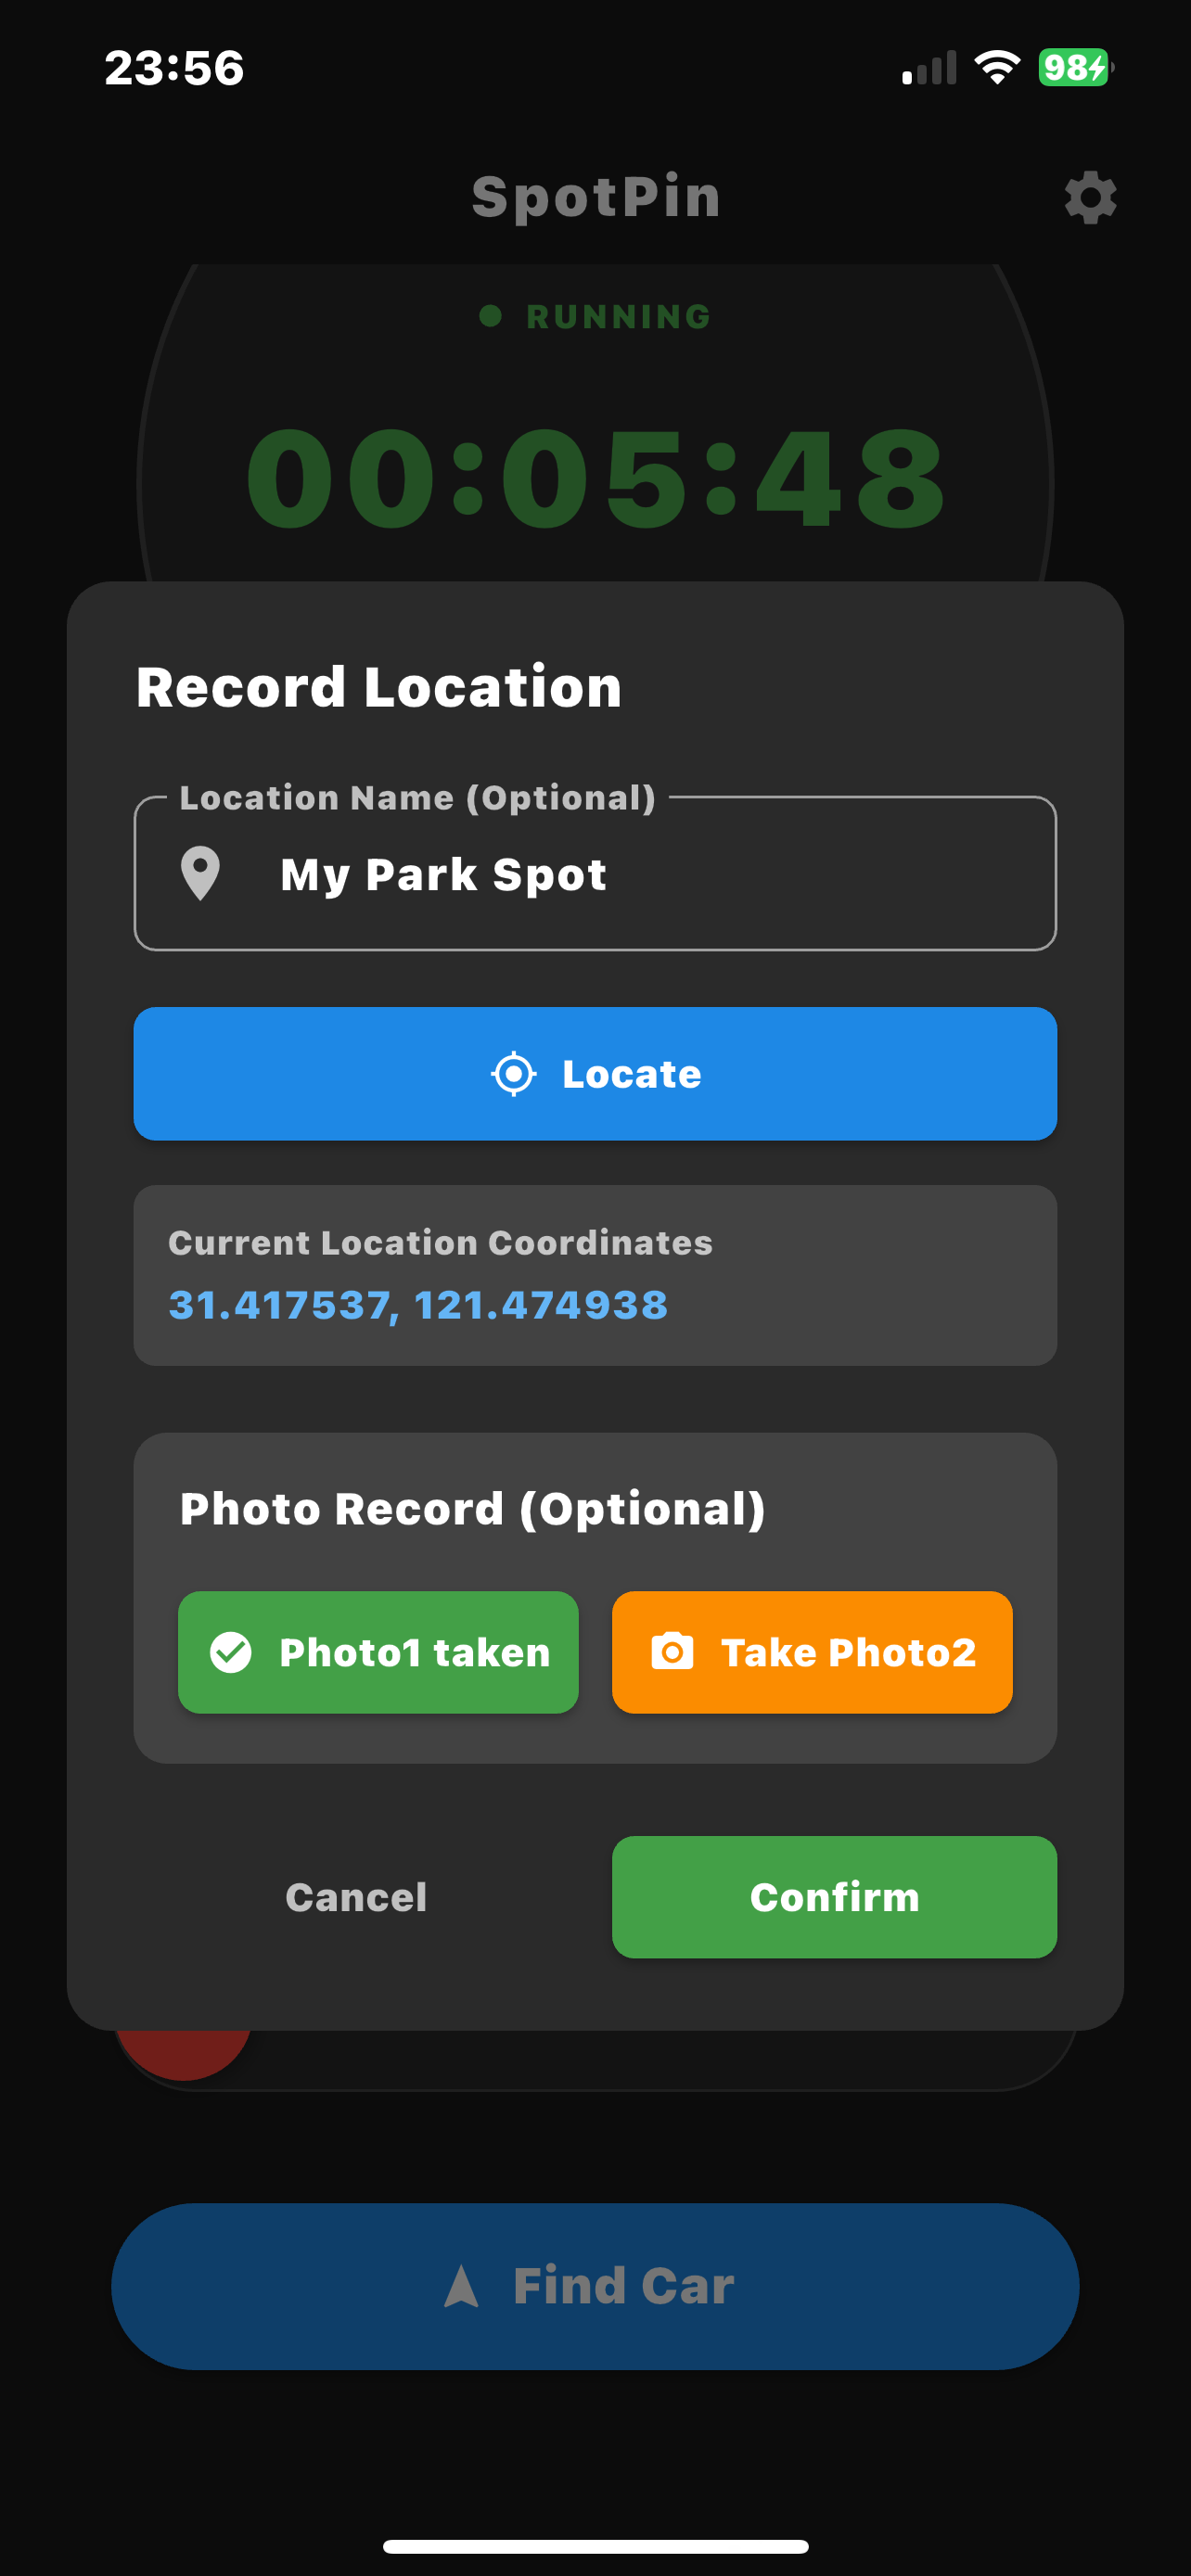 23:56
98
SpotPin
RUNNING
00:05:48
Record Location
Location Name (Optional)
My Park Spot
Locate
Current Location Coordinates
31.417537, 121.474938
Photo Record (Optional)
Photo1 taken
Take Photo2
Cancel
Confirm
Find Car